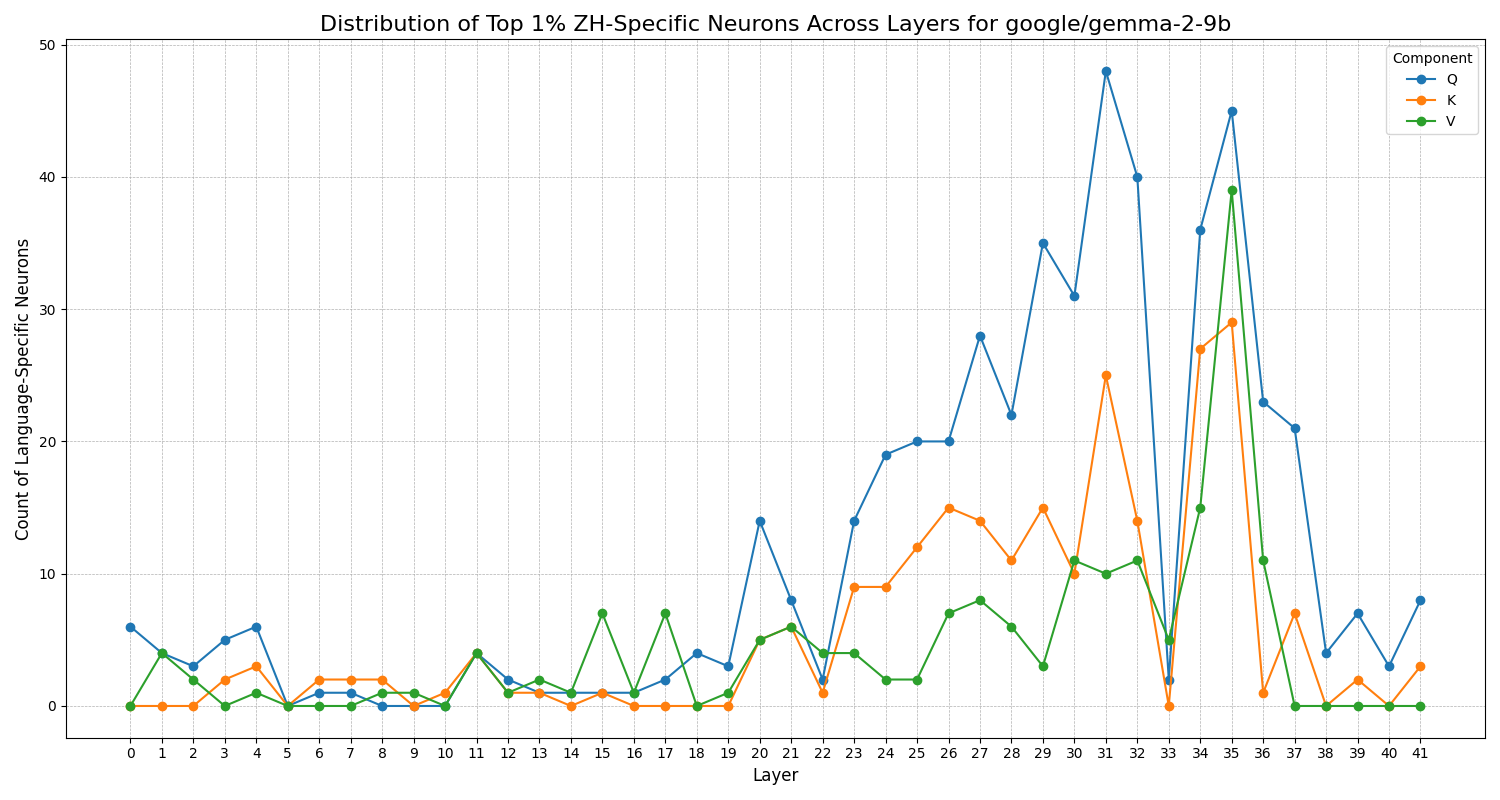 Distribution of Top 1% ZH-Specific Neurons Across Layers for google/gemma-2-9b
Count of Language-Specific Neurons
50
40
30
20
10
0
Component
Q
K
V
0 1 2 3 4 5 6 7 8 9 10 11 12 13 14 15 16 17 18 19 20 21 22 23 24 25 26 27 28 29 30 31 32 33 34 35 36 37 38 39 40 41
Layer